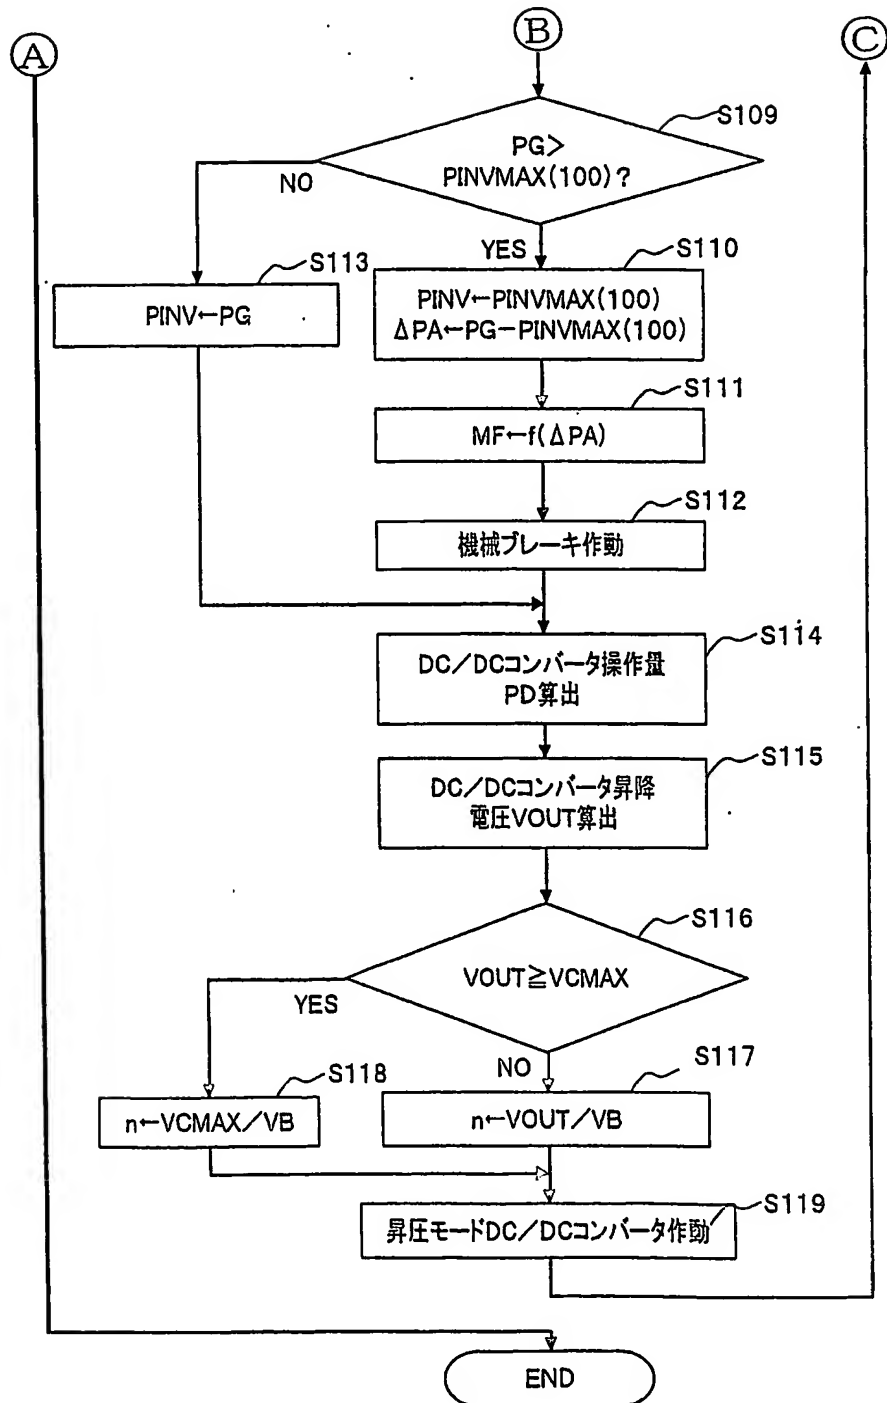 A
B
C
S109
PG>
PINVMAX(100)?
NO
YES
S113
PINV←PG
S110
PINV←PINVMAX(100)
ΔPA←PG−PINVMAX(100)
S111
MF←f(ΔPA)
S112
機械ブレーキ作動
S114
DC／DCコンバータ操作量
PD算出
S115
DC／DCコンバータ昇降
電圧VOUT算出
S116
VOUT≧VCMAX
YES
NO
S118
n←VCMAX／VB
S117
n←VOUT／VB
S119
昇圧モードDC／DCコンバータ作動
END